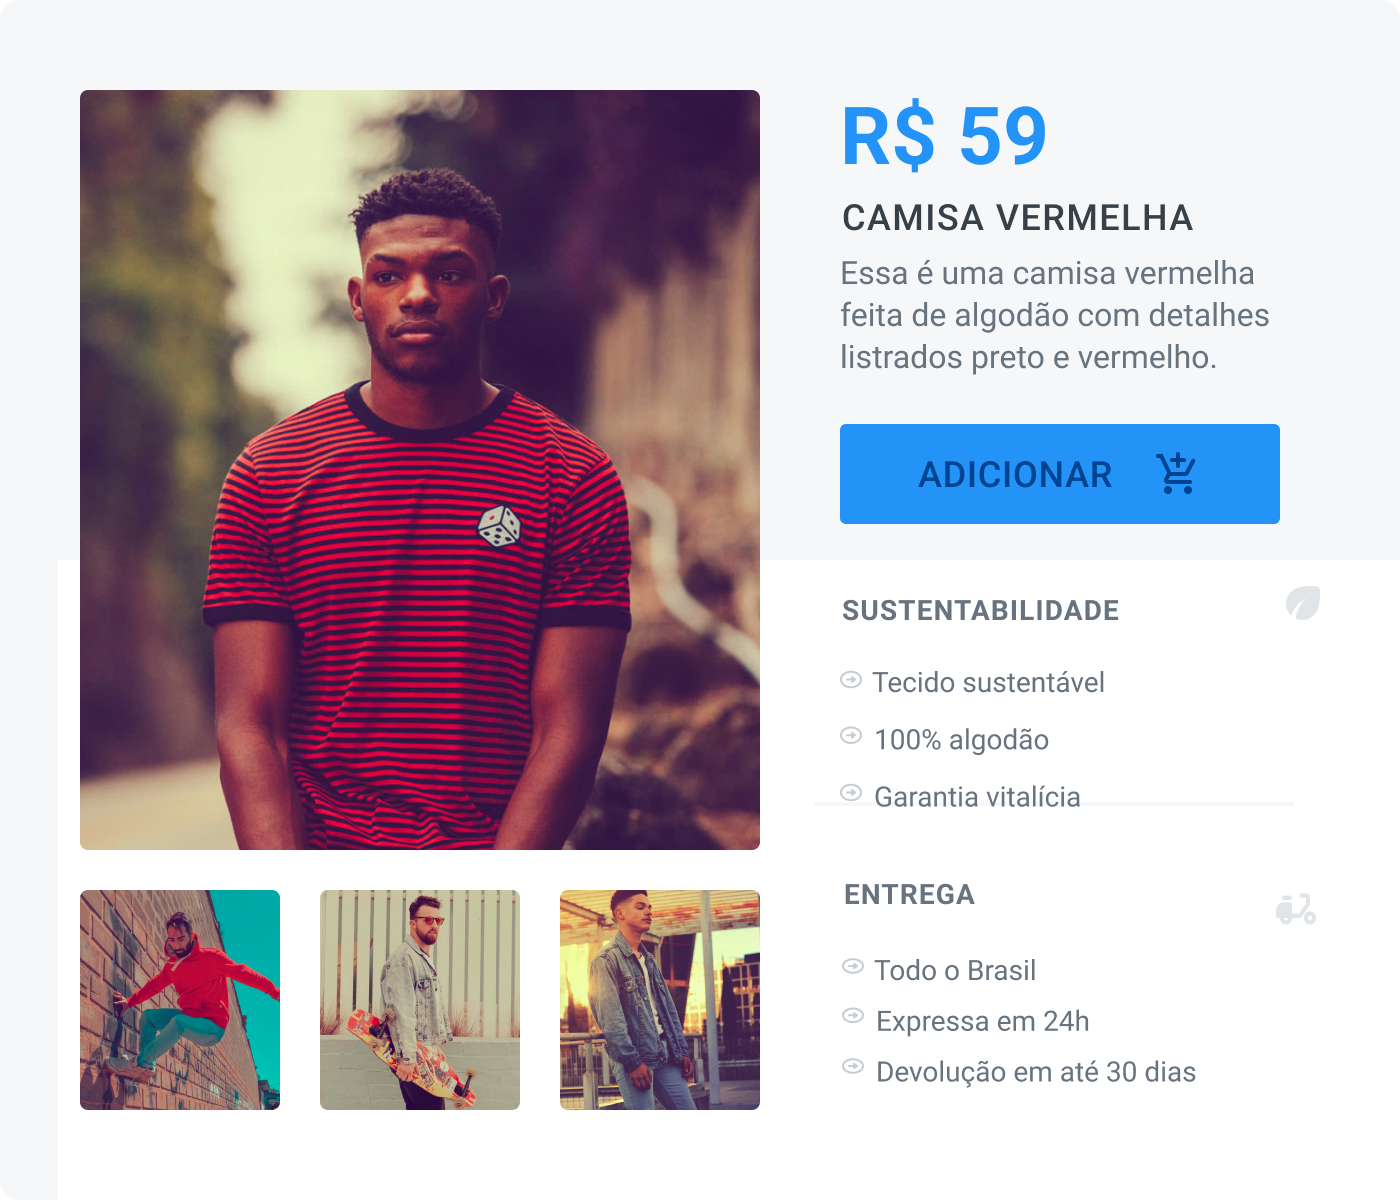 R$ 59
CAMISA VERMELHA
Essa é uma camisa vermelha
feita de algodão com detalhes
listrados preto e vermelho.
ADICIONAR
SUSTENTABILIDADE
Tecido sustentável
100% algodão
Garantia vitalícia
ENTREGA
Todo o Brasil
Expressa em 24h
Devolução em até 30 dias